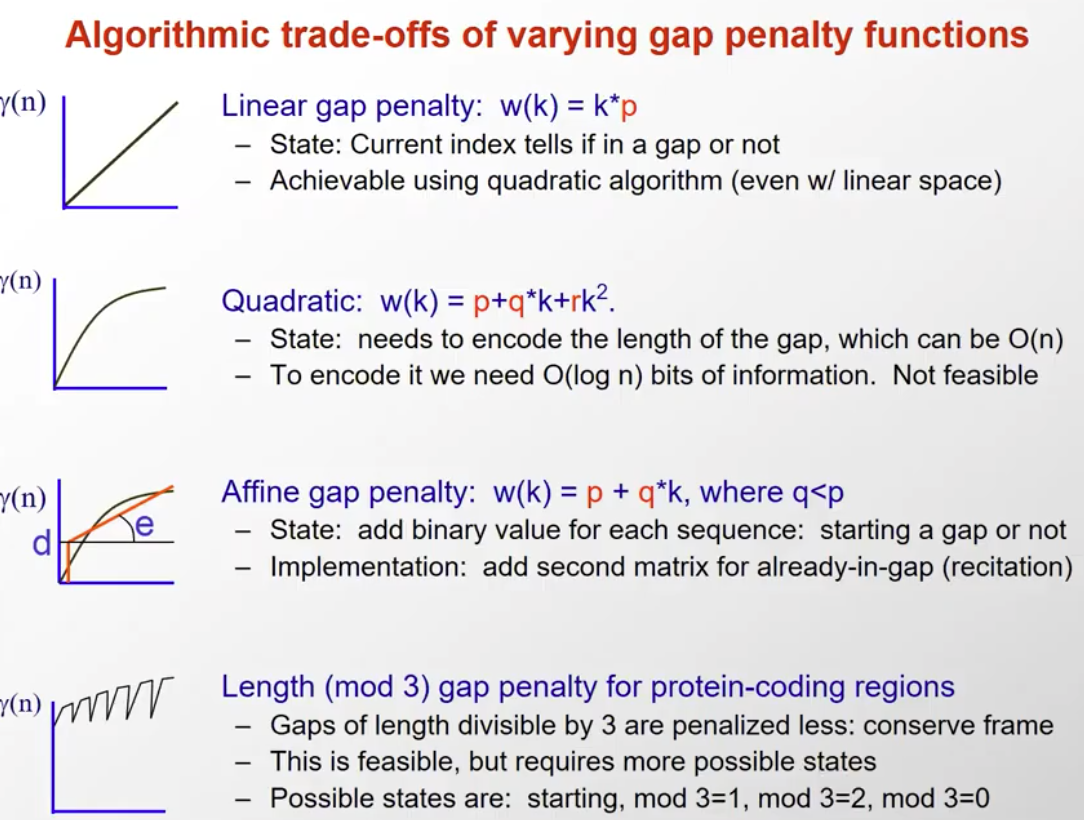 Algorithmic trade-offs of varying gap penalty functions
γ(n)
Linear gap penalty: w(k) = k*p
– State: Current index tells if in a gap or not
– Achievable using quadratic algorithm (even w/ linear space)
γ(n)
Quadratic: w(k) = p+q*k+rk².
– State: needs to encode the length of the gap, which can be O(n)
– To encode it we need O(log n) bits of information. Not feasible
γ(n)
d
e
Affine gap penalty: w(k) = p + q*k, where q<p
– State: add binary value for each sequence: starting a gap or not
– Implementation: add second matrix for already-in-gap (recitation)
γ(n)
Length (mod 3) gap penalty for protein-coding regions
– Gaps of length divisible by 3 are penalized less: conserve frame
– This is feasible, but requires more possible states
– Possible states are: starting, mod 3=1, mod 3=2, mod 3=0